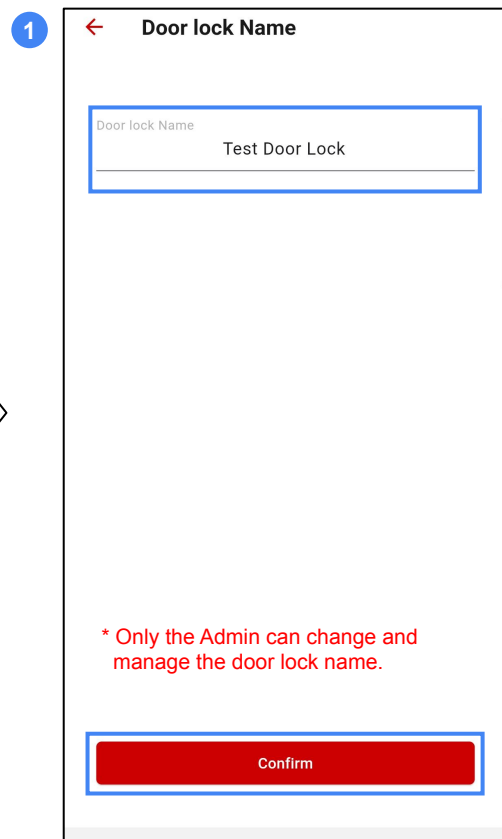 1
Door lock Name
Door lock Name
Test Door Lock
* Only the Admin can change and
manage the door lock name.
Confirm